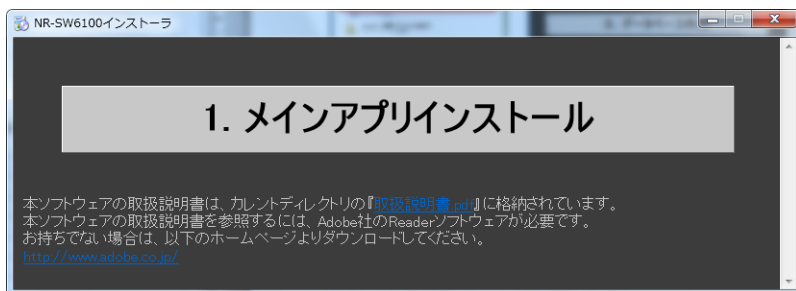 NR-SW6100インストーラ
1. メインアプリインストール
本ソフトウェアの取扱説明書は、カレントディレクトリの『取扱説明書.pdf』に格納されています。
本ソフトウェアの取扱説明書を参照するには、Adobe社のReaderソフトウェアが必要です。
お持ちでない場合は、以下のホームページよりダウンロードしてください。
http://www.adobe.co.jp/